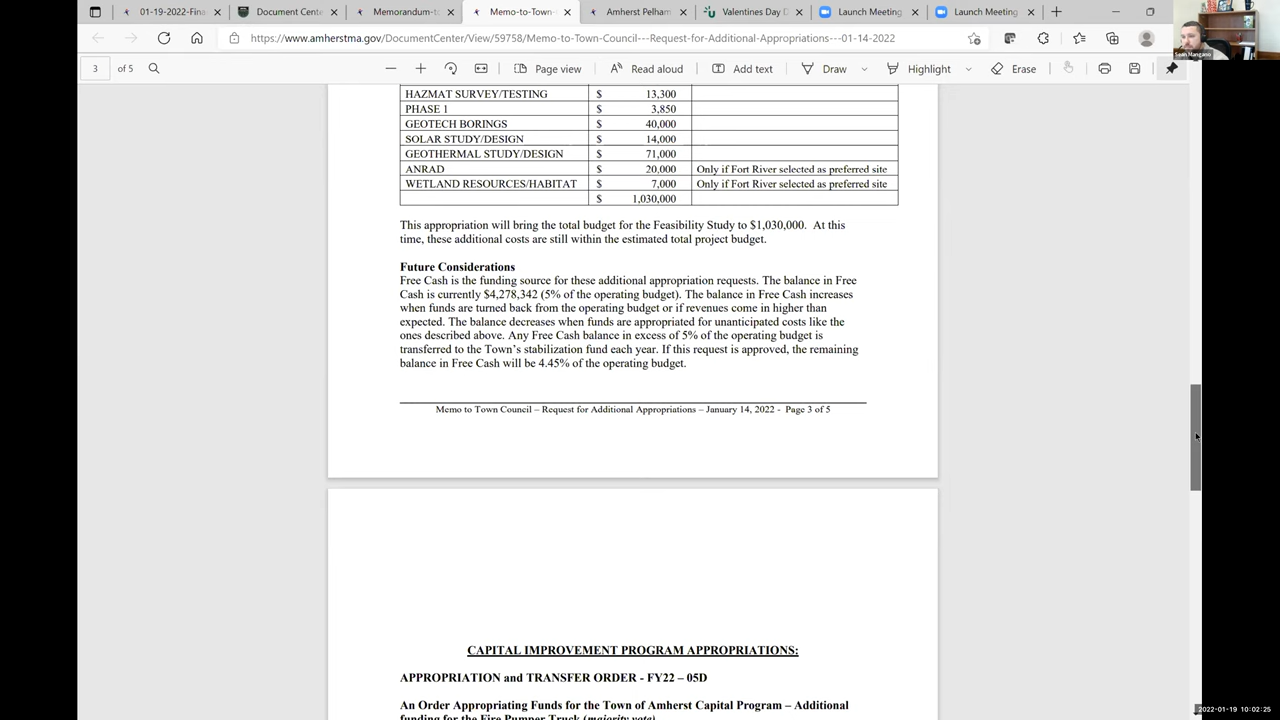 01-19-2022-Fina
Document Cente
Memorandum-to
Memo-to-Town-
Amherst Pelham
Valentines Day D
Launch Meeting
Launch Meeting
https://www.amherstma.gov/DocumentCenter/View/59758/Memo-to-Town-Council---Request-for-Additional-Appropriations---01-14-2022
Sean Mangano
3 of 5
Page view
Read aloud
Add text
Draw
Highlight
Erase
HAZMAT SURVEY/TESTING $ 13,300
PHASE 1 $ 3,850
GEOTECH BORINGS $ 40,000
SOLAR STUDY/DESIGN $ 14,000
GEOTHERMAL STUDY/DESIGN $ 71,000
ANRAD $ 20,000 Only if Fort River selected as preferred site
WETLAND RESOURCES/HABITAT $ 7,000 Only if Fort River selected as preferred site
$ 1,030,000
This appropriation will bring the total budget for the Feasibility Study to $1,030,000. At this
time, these additional costs are still within the estimated total project budget.
Future Considerations
Free Cash is the funding source for these additional appropriation requests. The balance in Free
Cash is currently $4,278,342 (5% of the operating budget). The balance in Free Cash increases
when funds are turned back from the operating budget or if revenues come in higher than
expected. The balance decreases when funds are appropriated for unanticipated costs like the
ones described above. Any Free Cash balance in excess of 5% of the operating budget is
transferred to the Town's stabilization fund each year. If this request is approved, the remaining
balance in Free Cash will be 4.45% of the operating budget.
Memo to Town Council – Request for Additional Appropriations – January 14, 2022 - Page 3 of 5
CAPITAL IMPROVEMENT PROGRAM APPROPRIATIONS:
APPROPRIATION and TRANSFER ORDER - FY22 – 05D
An Order Appropriating Funds for the Town of Amherst Capital Program – Additional
funding for the Fire Pumper Truck (majority vote)
2022-01-19 10:02:25